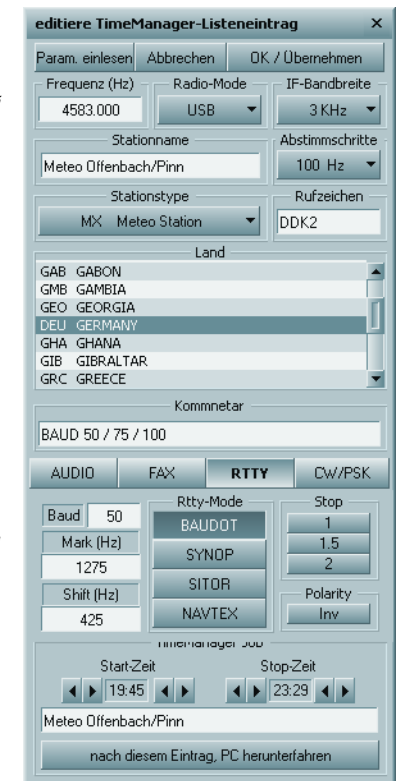 editiere TimeManager-Listeneintrag ×
Param. einlesen Abbrechen OK / Übernehmen
Frequenz (Hz) Radio-Mode IF-Bandbreite
4583.000 USB 3 KHz
Stationname Abstimmschritte
Meteo Offenbach/Pinn 100 Hz
Stationstype Rufzeichen
MX Meteo Station DDK2
Land
GAB GABON
GMB GAMBIA
GEO GEORGIA
DEU GERMANY
GHA GHANA
GIB GIBRALTAR
GRC GREECE
Kommnetar
BAUD 50 / 75 / 100
AUDIO FAX RTTY CW/PSK
Rtty-Mode Stop
Baud 50 BAUDOT 1
Mark (Hz) SYNOP 1.5
1275 2
Shift (Hz) SITOR Polarity
425 NAVTEX Inv
TimeManager Job
Start-Zeit Stop-Zeit
19:45 23:29
Meteo Offenbach/Pinn
nach diesem Eintrag, PC herunterfahren